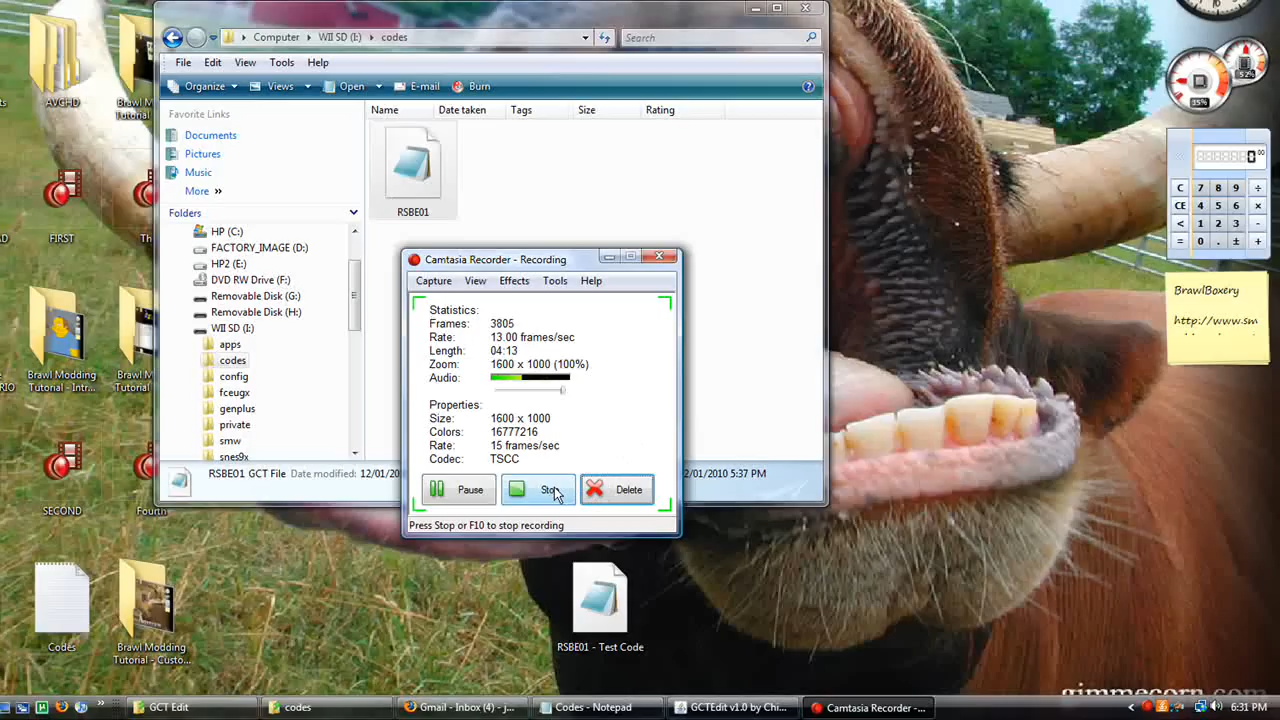 Computer WII SD (I:) codes
Search
File Edit View Tools Help
Organize Views Open E-mail Burn
Favorite Links
Documents
Pictures
Music
More »
Folders
HP (C:)
FACTORY_IMAGE (D:)
HP2 (E:)
DVD RW Drive (F:)
Removable Disk (G:)
Removable Disk (H:)
WII SD (I:)
apps
codes
config
fceugx
genplus
private
smw
snes9x
Name Date taken Tags Size Rating
RSBE01
RSBE01 GCT File Date modified: 12/01/20
01/2010 5:37 PM
Camtasia Recorder - Recording
Capture View Effects Tools Help
Statistics:
Frames: 3805
Rate: 13.00 frames/sec
Length: 04:13
Zoom: 1600 x 1000 (100%)
Audio:
Properties:
Size: 1600 x 1000
Colors: 16777216
Rate: 15 frames/sec
Codec: TSCC
Pause Stop Delete
Press Stop or F10 to stop recording
AVCHD
Brawl M
Tutorial
FIRST
Th
Brawl Modding
Tutorial - Intr...
Brawl M
Tutorial
SECOND
Fourth
Codes
Brawl Modding
Tutorial - Custo...
RSBE01 - Test Code
35%
52%
0
C 7 8 9 ÷
CE 4 5 6 ×
< 1 2 3 -
= 0 . ± +
BrawlBoxery
http://www.sm
gimmecorn.com
GCT Edit
codes
Gmail - Inbox (4) - j...
Codes - Notepad
GCTEdit v1.0 by Chi...
Camtasia Recorder -...
6:31 PM